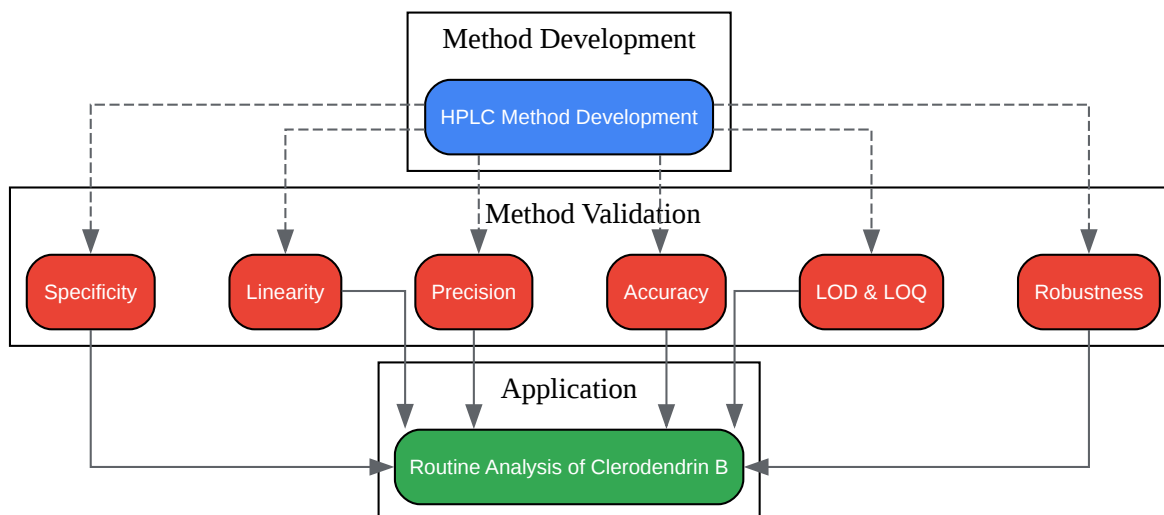 Method Development
HPLC Method Development
Method Validation
Specificity
Linearity
Precision
Accuracy
LOD & LOQ
Robustness
Application
Routine Analysis of Clerodendrin B